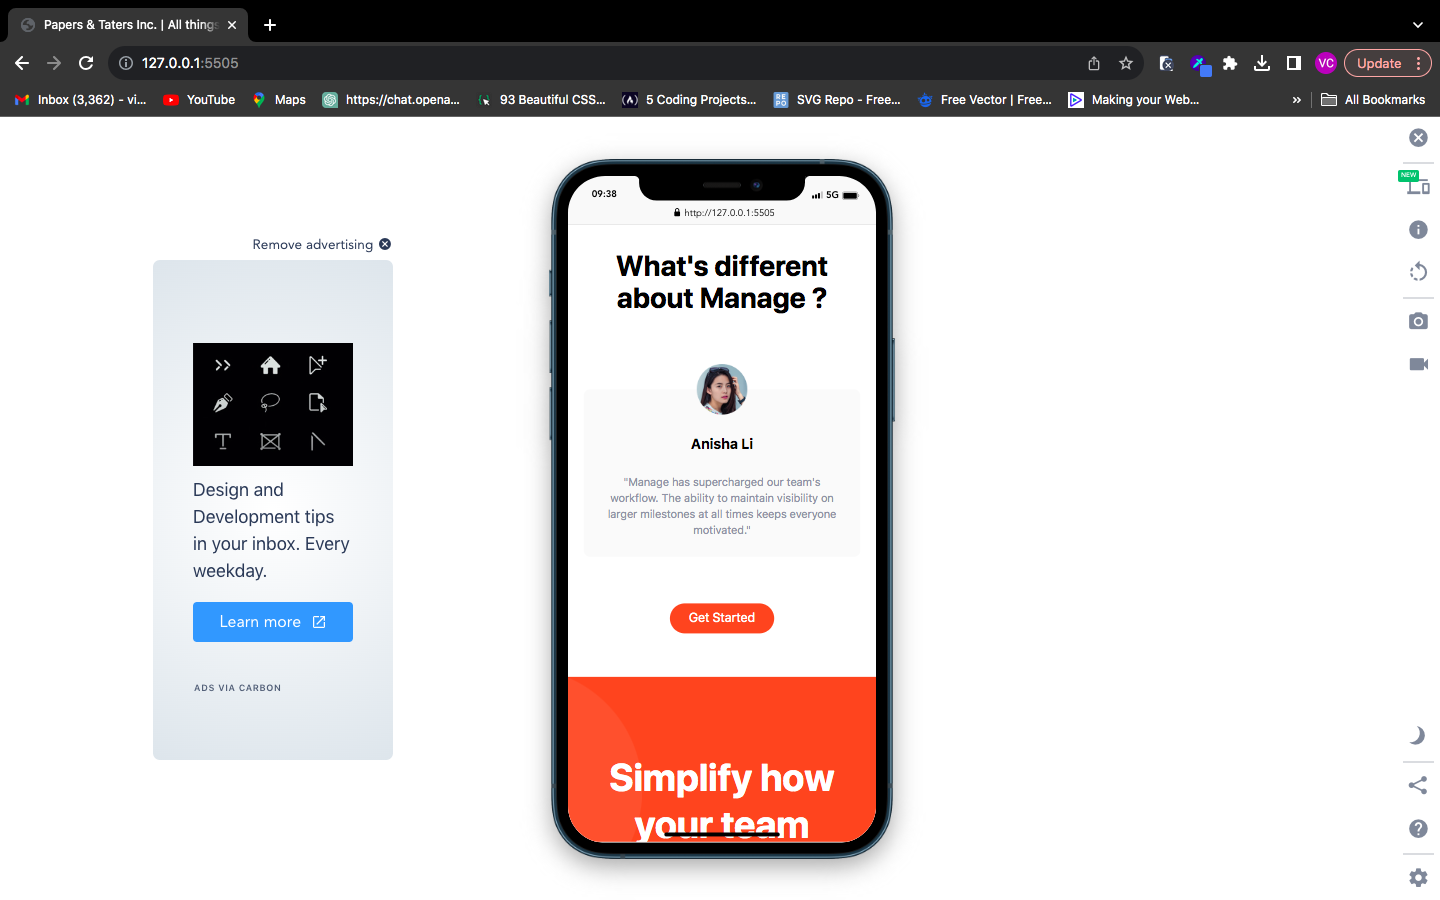 Papers & Taters Inc. | All things
127.0.0.1:5505
VC
Update
Inbox (3,362) - vi...
YouTube
Maps
https://chat.opena...
93 Beautiful CSS...
5 Coding Projects...
REPO
SVG Repo - Free...
Free Vector | Free...
Making your Web...
»
All Bookmarks
NEW
Remove advertising
Design and
Development tips
in your inbox. Every
weekday.
Learn more
ADS VIA CARBON
09:38
5G
http://127.0.0.1:5505
What's different
about Manage ?
Anisha Li
"Manage has supercharged our team's
workflow. The ability to maintain visibility on
larger milestones at all times keeps everyone
motivated."
Get Started
Simplify how
your team